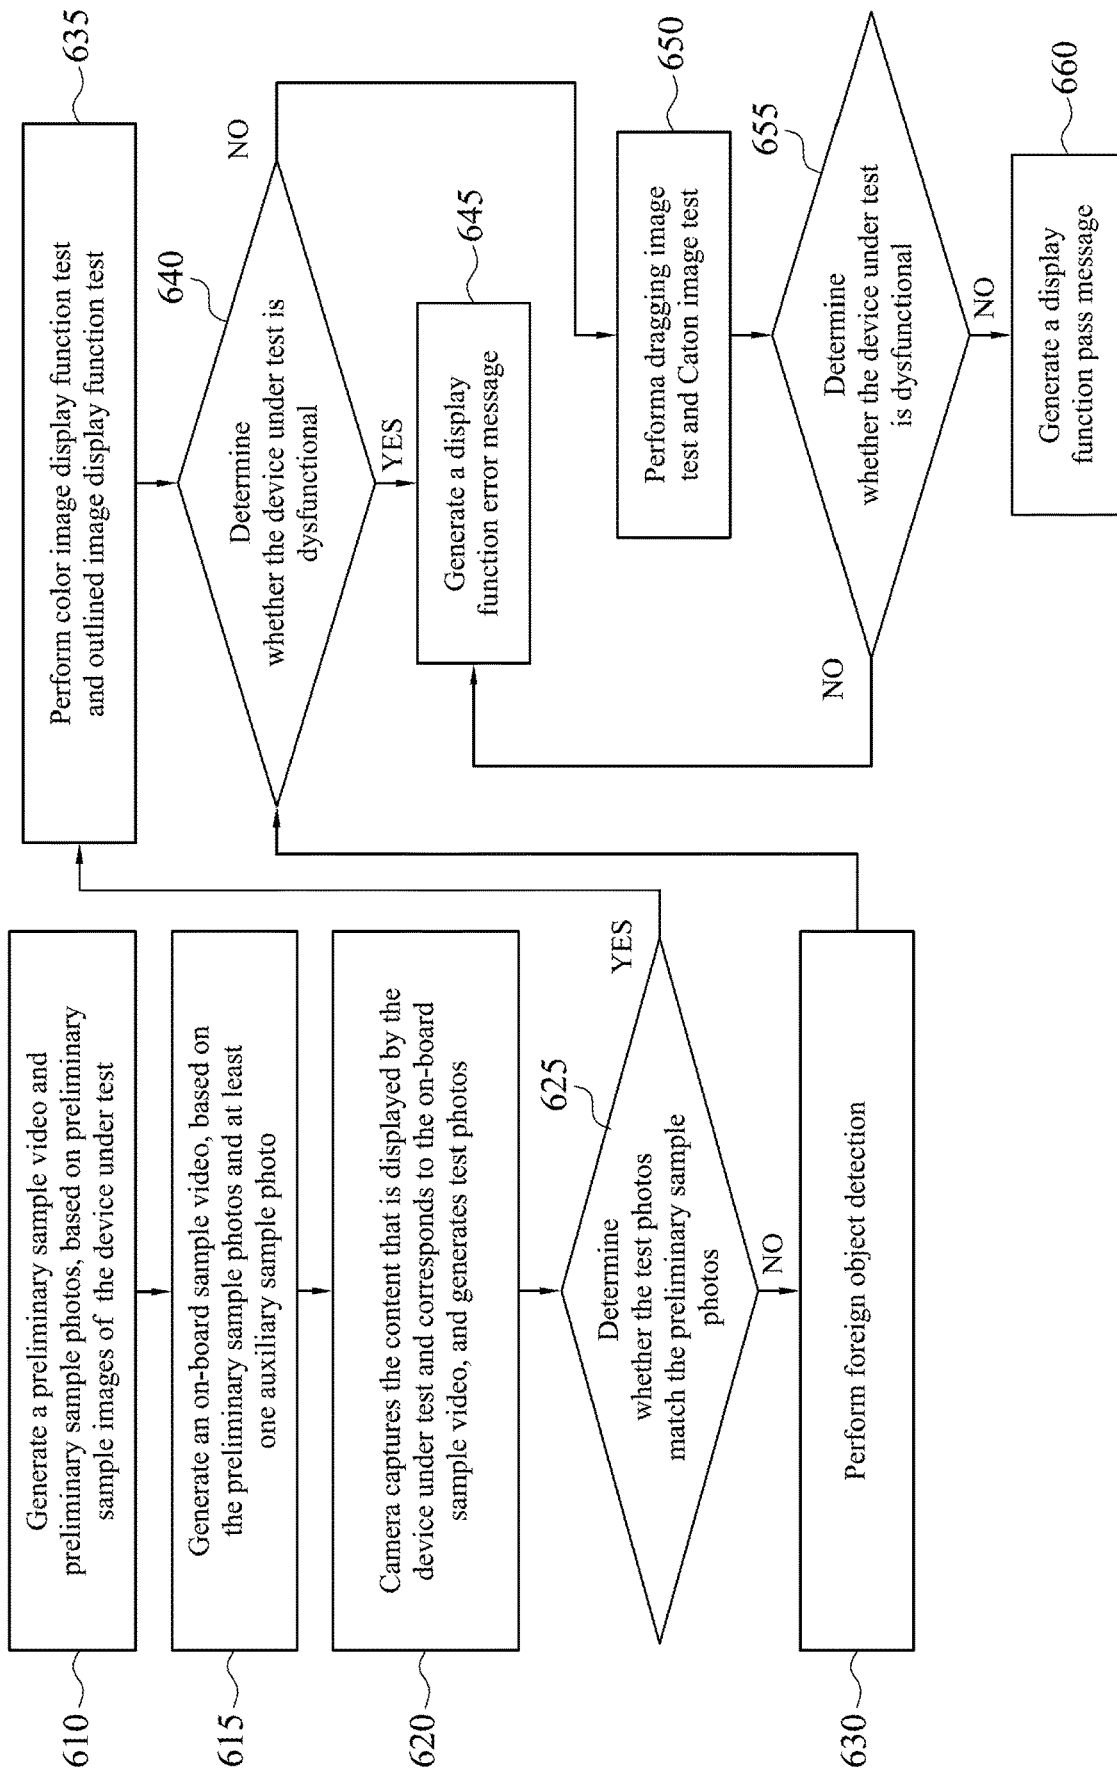 610
Generate a preliminary sample video and
preliminary sample photos, based on preliminary
sample images of the device under test
615
Generate an on-board sample video, based on
the preliminary sample photos and at least
one auxiliary sample photo
620
Camera captures the content that is displayed by the
device under test and corresponds to the on-board
sample video, and generates test photos
625
Determine
whether the test photos
match the preliminary sample
photos
YES
NO
630
Perform foreign object detection
635
Perform color image display function test
and outlined image display function test
640
Determine
whether the device under test is
dysfunctional
NO
YES
645
Generate a display
function error message
650
Performa dragging image
test and Caton image test
655
Determine
whether the device under test
is dysfunctional
NO
NO
660
Generate a display
function pass message